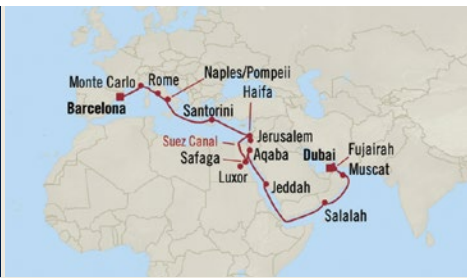 Monte Carlo
Rome
Naples/Pompeii
Haifa
Barcelona
Santorini
Suez Canal
Jerusalem
Safaga
Aqaba
Dubai
Fujairah
Luxor
Muscat
Jeddah
Salalah